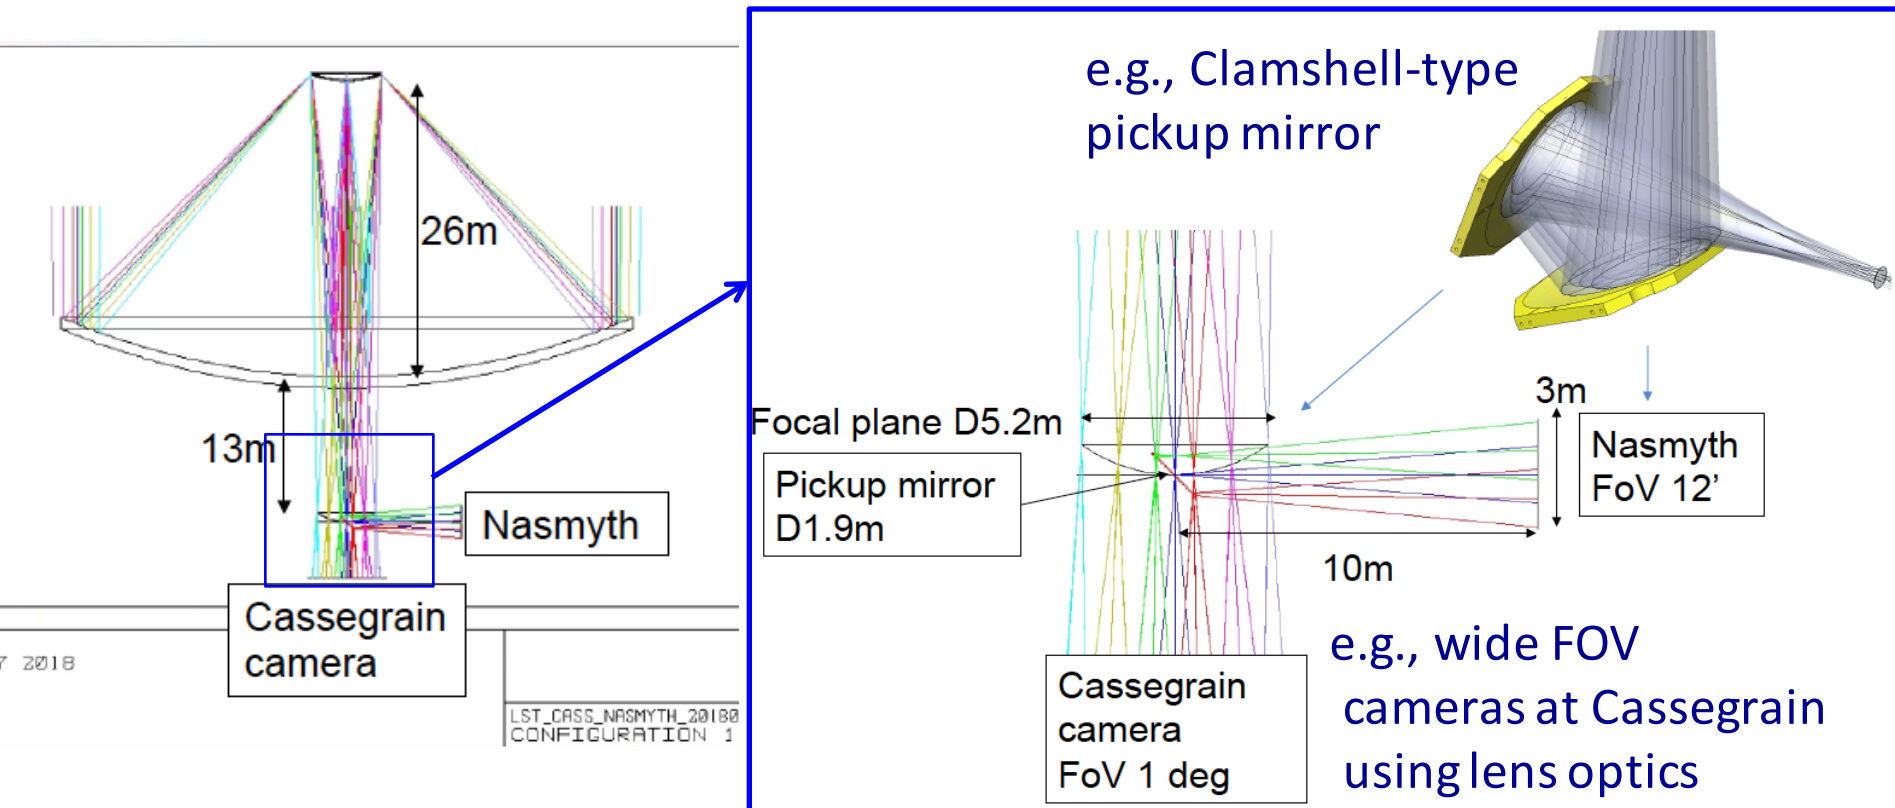 26m
13m
Nasmyth
Cassegrain
camera
2018
LST_CASS_NASMYTH_20180
CONFIGURATION 1
e.g., Clamshell-type
pickup mirror
Focal plane D5.2m
Pickup mirror
D1.9m
3m
Nasmyth
FoV 12’
10m
Cassegrain
camera
FoV 1 deg
e.g., wide FOV
cameras at Cassegrain
using lens optics